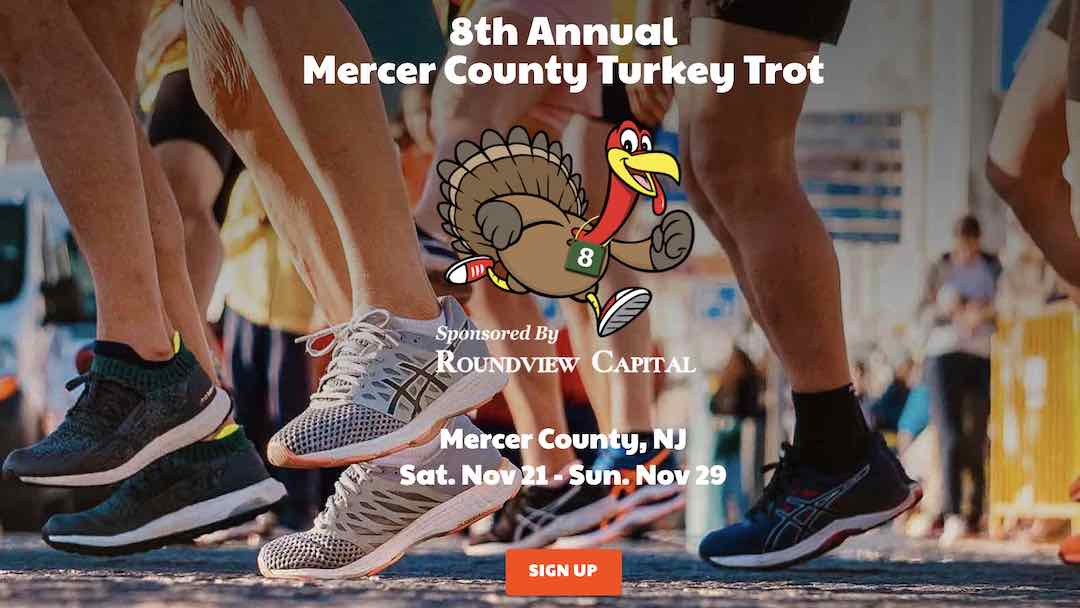 8th Annual
Mercer County Turkey Trot
8
Sponsored By
ROUNDVIEW CAPITAL
Mercer County, NJ
Sat. Nov 21 - Sun. Nov 29
SIGN UP